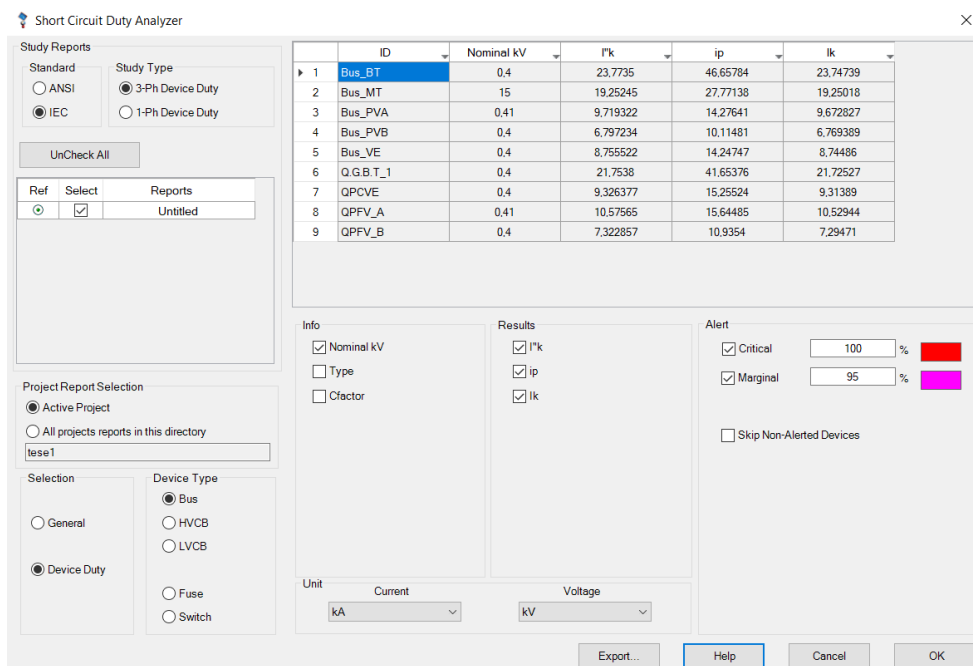 Short Circuit Duty Analyzer
Study Reports
Standard
ANSI
IEC
Study Type
3-Ph Device Duty
1-Ph Device Duty
UnCheck All
Ref Select Reports
Untitled
Project Report Selection
Active Project
All projects reports in this directory
tese1
Selection
General
Device Duty
Device Type
Bus
HVCB
LVCB
Fuse
Switch
ID Nominal kV I"k ip Ik
1 Bus_BT 0,4 23,7735 46,65784 23,74739
2 Bus_MT 15 19,25245 27,77138 19,25018
3 Bus_PVA 0,41 9,719322 14,27641 9,672827
4 Bus_PVB 0,4 6,797234 10,11481 6,769389
5 Bus_VE 0,4 8,755522 14,24747 8,74486
6 Q.G.B.T_1 0,4 21,7538 41,65376 21,72527
7 QPCVE 0,4 9,326377 15,25524 9,31389
8 QPFV_A 0,41 10,57565 15,64485 10,52944
9 QPFV_B 0,4 7,322857 10,9354 7,29471
Info
Nominal kV
Type
Cfactor
Results
I"k
ip
Ik
Alert
Critical 100 %
Marginal 95 %
Skip Non-Alerted Devices
Unit
Current
kA
Voltage
kV
Export...
Help
Cancel
OK